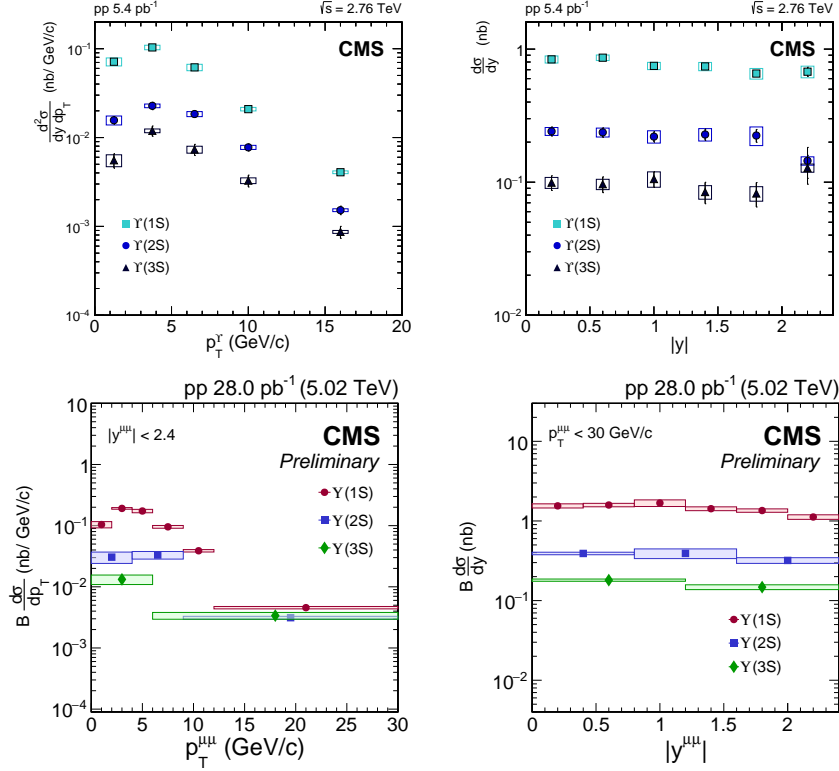 pp 5.4 pb⁻¹ √s = 2.76 TeV
CMS
d²σ/dy dp_T (nb/ GeV/c)
10⁻¹
10⁻²
10⁻³
10⁻⁴
ϒ(1S)
ϒ(2S)
ϒ(3S)
0 5 10 15 20
p_T^ϒ (GeV/c)
pp 5.4 pb⁻¹ √s = 2.76 TeV
CMS
dσ/dy (nb)
1
10⁻¹
10⁻²
ϒ(1S)
ϒ(2S)
ϒ(3S)
0 0.6 1.2 1.8 2.4
|y|
pp 28.0 pb⁻¹ (5.02 TeV)
|y^μμ| < 2.4
CMS
Preliminary
B dσ/dp_T (nb/ GeV/c)
10
1
10⁻¹
10⁻²
10⁻³
10⁻⁴
ϒ(1S)
ϒ(2S)
ϒ(3S)
0 5 10 15 20 25 30
p_T^μμ (GeV/c)
pp 28.0 pb⁻¹ (5.02 TeV)
p_T^μμ < 30 GeV/c
CMS
Preliminary
B dσ/dy (nb)
10
1
10⁻¹
10⁻²
ϒ(1S)
ϒ(2S)
ϒ(3S)
0 0.5 1 1.5 2
|y^μμ|